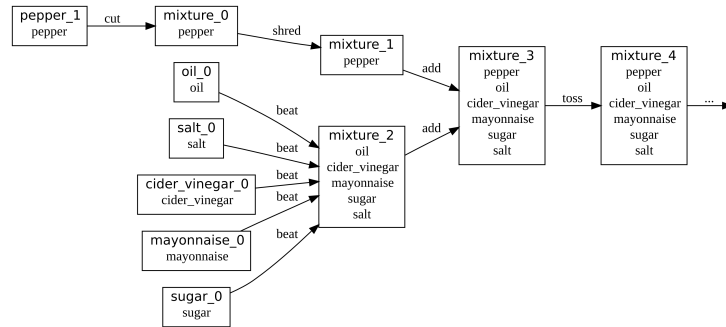 pepper_1
pepper
cut
mixture_0
pepper
shred
mixture_1
pepper
add
oil_0
oil
beat
salt_0
salt
beat
cider_vinegar_0
cider_vinegar
beat
mayonnaise_0
mayonnaise
beat
sugar_0
sugar
beat
mixture_2
oil
cider_vinegar
mayonnaise
sugar
salt
add
mixture_3
pepper
oil
cider_vinegar
mayonnaise
sugar
salt
toss
mixture_4
pepper
oil
cider_vinegar
mayonnaise
sugar
salt
...